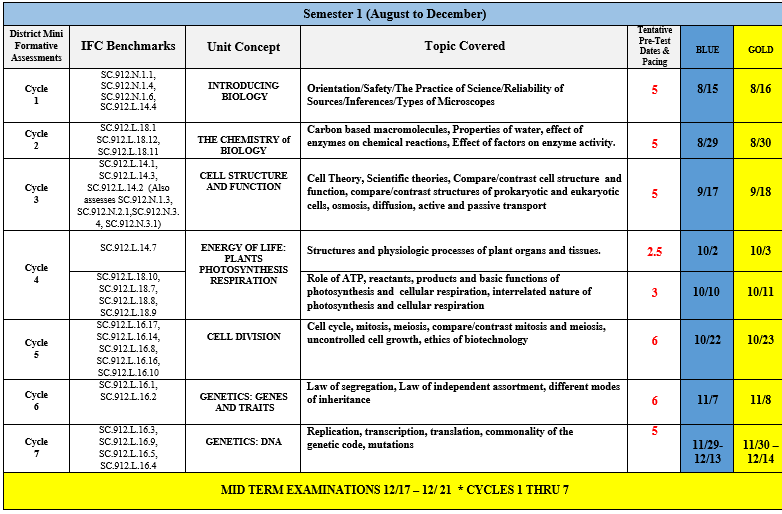 Semester 1 (August to December)
District Mini
Formative
Assessments
IFC Benchmarks
Unit Concept
Topic Covered
Tentative
Pre-Test
Dates &
Pacing
BLUE
GOLD
Cycle
1
SC.912.N.1.1,
SC.912.N.1.4,
SC.912.N.1.6,
SC.912.L.14.4
INTRODUCING
BIOLOGY
Orientation/Safety/The Practice of Science/Reliability of
Sources/Inferences/Types of Microscopes
5
8/15
8/16
Cycle
2
SC.912.L.18.1
SC.912.L.18.12,
SC.912.L.18.11
THE CHEMISTRY of
BIOLOGY
Carbon based macromolecules, Properties of water, effect of
enzymes on chemical reactions, Effect of factors on enzyme activity.
5
8/29
8/30
Cycle
3
SC.912.L.14.1,
SC.912.L.14.3,
SC.912.L.14.2 (Also
assesses SC.912.N.1.3,
SC.912.N.2.1,SC.912.N.3.
4, SC.912.N.3.1)
CELL STRUCTURE
AND FUNCTION
Cell Theory, Scientific theories, Compare/contrast cell structure and
function, compare/contrast structures of prokaryotic and eukaryotic
cells, osmosis, diffusion, active and passive transport
5
9/17
9/18
Cycle
4
SC.912.L.14.7
ENERGY OF LIFE:
PLANTS
PHOTOSYNTHESIS
RESPIRATION
Structures and physiologic processes of plant organs and tissues.
2.5
10/2
10/3
SC.912.L.18.10,
SC.912.L.18.7,
SC.912.L.18.8,
SC.912.L.18.9
Role of ATP, reactants, products and basic functions of
photosynthesis and cellular respiration, interrelated nature of
photosynthesis and cellular respiration
3
10/10
10/11
Cycle
5
SC.912.L.16.17,
SC.912.L.16.14,
SC.912.L.16.8,
SC.912.L.16.16,
SC.912.L.16.10
CELL DIVISION
Cell cycle, mitosis, meiosis, compare/contrast mitosis and meiosis,
uncontrolled cell growth, ethics of biotechnology
6
10/22
10/23
Cycle
6
SC.912.L.16.1,
SC.912.L.16.2
GENETICS: GENES
AND TRAITS
Law of segregation, Law of independent assortment, different modes
of inheritance
6
11/7
11/8
Cycle
7
SC.912.L.16.3,
SC.912.L.16.9,
SC.912.L.16.5,
SC.912.L.16.4
GENETICS: DNA
Replication, transcription, translation, commonality of the
genetic code, mutations
5
11/29-
12/13
11/30 –
12/14
MID TERM EXAMINATIONS 12/17 – 12/ 21 * CYCLES 1 THRU 7